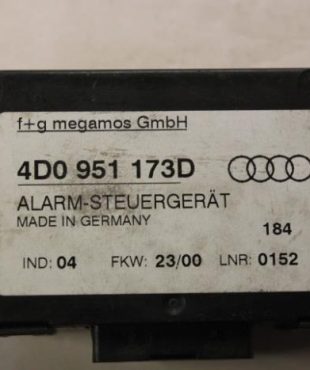 f+g megamos GmbH
4D0 951 173D
ALARM-STEUERGERÄT
MADE IN GERMANY
184
IND: 04 FKW: 23/00 LNR: 0152